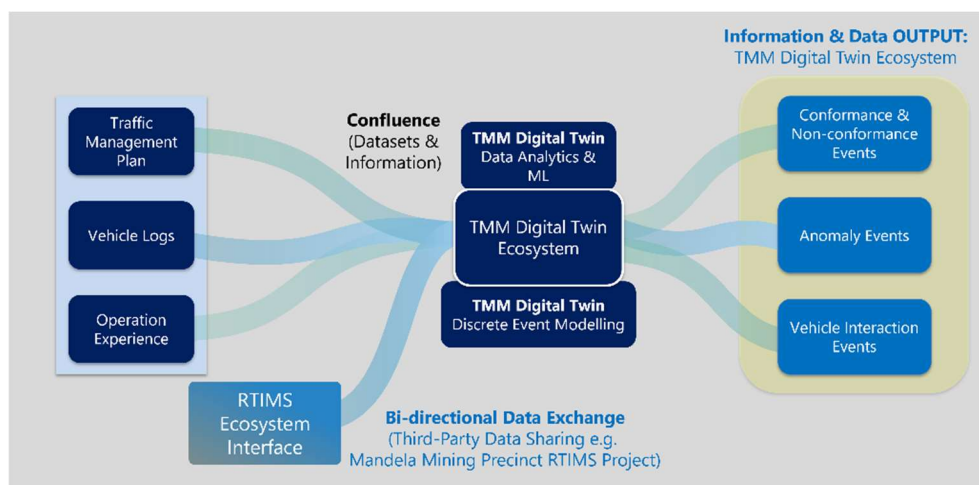 Information & Data OUTPUT:
TMM Digital Twin Ecosystem
Traffic
Management
Plan
Vehicle Logs
Operation
Experience
RTIMS
Ecosystem
Interface
Confluence
(Datasets &
Information)
TMM Digital Twin
Data Analytics &
ML
TMM Digital Twin
Ecosystem
TMM Digital Twin
Discrete Event Modelling
Bi-directional Data Exchange
(Third-Party Data Sharing e.g.
Mandela Mining Precinct RTIMS Project)
Conformance &
Non-conformance
Events
Anomaly Events
Vehicle Interaction
Events